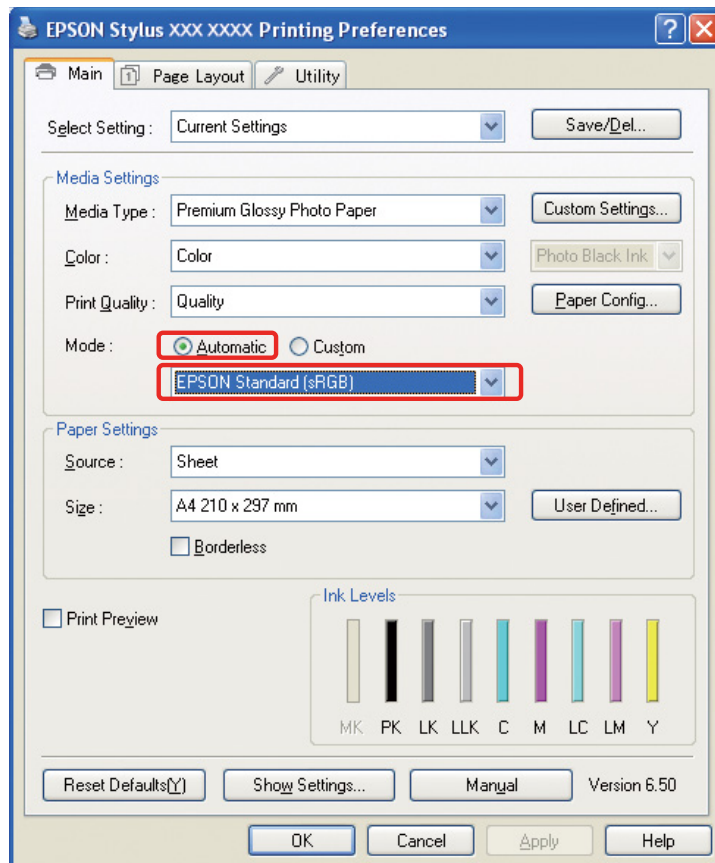 EPSON Stylus XXX XXXX Printing Preferences
Main
Page Layout
Utility
Select Setting :
Current Settings
Save/Del...
Media Settings
Media Type :
Premium Glossy Photo Paper
Custom Settings...
Color :
Color
Photo Black Ink
Print Quality :
Quality
Paper Config...
Mode :
Automatic
Custom
EPSON Standard (sRGB)
Paper Settings
Source :
Sheet
Size :
A4 210 x 297 mm
User Defined...
Borderless
Print Preview
Ink Levels
MK PK LK LLK C M LC LM Y
Reset Defaults(Y)
Show Settings...
Manual
Version 6.50
OK
Cancel
Apply
Help